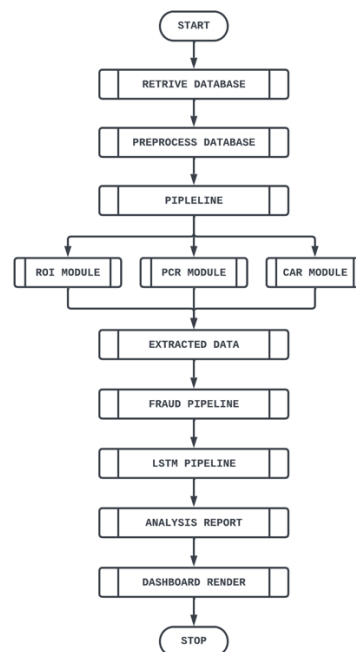 START
RETRIVE DATABASE
PREPROCESS DATABASE
PIPLELINE
ROI MODULE
PCR MODULE
CAR MODULE
EXTRACTED DATA
FRAUD PIPELINE
LSTM PIPELINE
ANALYSIS REPORT
DASHBOARD RENDER
STOP